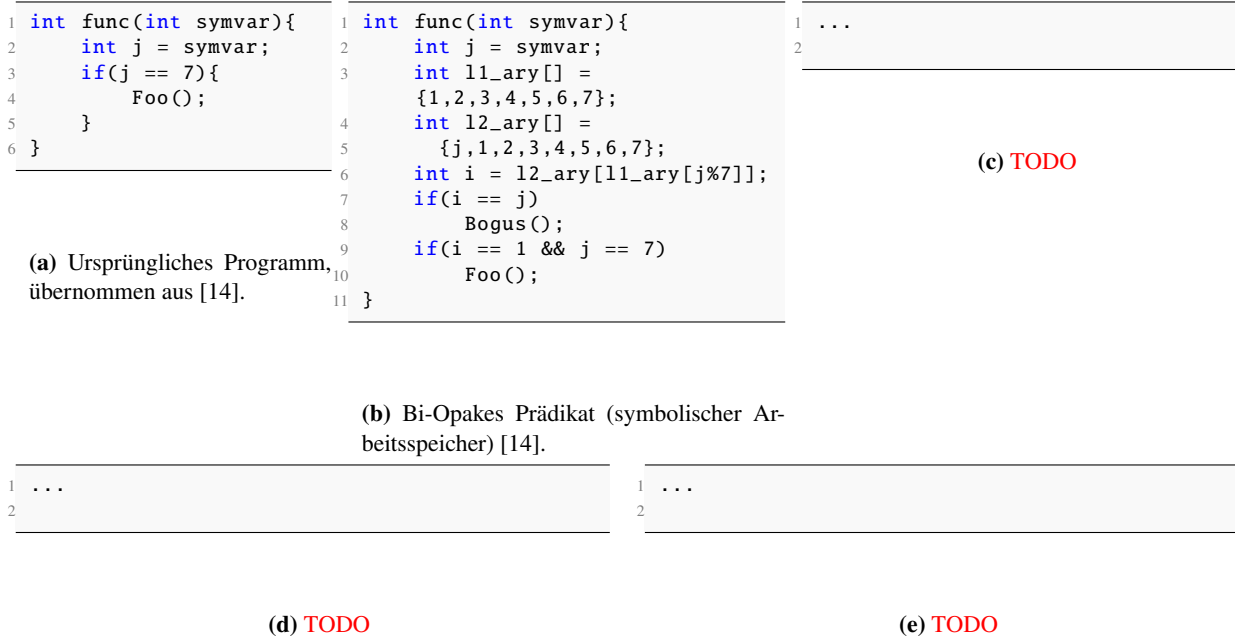 1 int func(int symvar){
2     int j = symvar;
3     if(j == 7){
4         Foo();
5     }
6 }
(a) Ursprüngliches Programm,
übernommen aus [14].
1 int func(int symvar){
2     int j = symvar;
3     int l1_ary[] =
      {1,2,3,4,5,6,7};
4     int l2_ary[] =
5       {j,1,2,3,4,5,6,7};
6     int i = l2_ary[l1_ary[j%7]];
7     if(i == j)
8         Bogus();
9     if(i == 1 && j == 7)
10         Foo();
11 }
(b) Bi-Opakes Prädikat (symbolischer Ar-
beitsspeicher) [14].
1 ...
2
(c) TODO
1 ...
2
(d) TODO
1 ...
2
(e) TODO